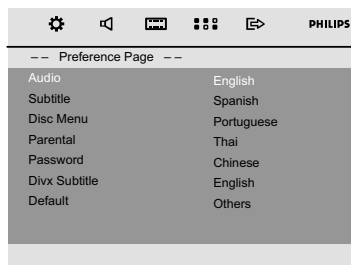 PHILIPS
-- Preference Page --
Audio English
Subtitle Spanish
Disc Menu Portuguese
Parental Thai
Password Chinese
Divx Subtitle English
Default Others